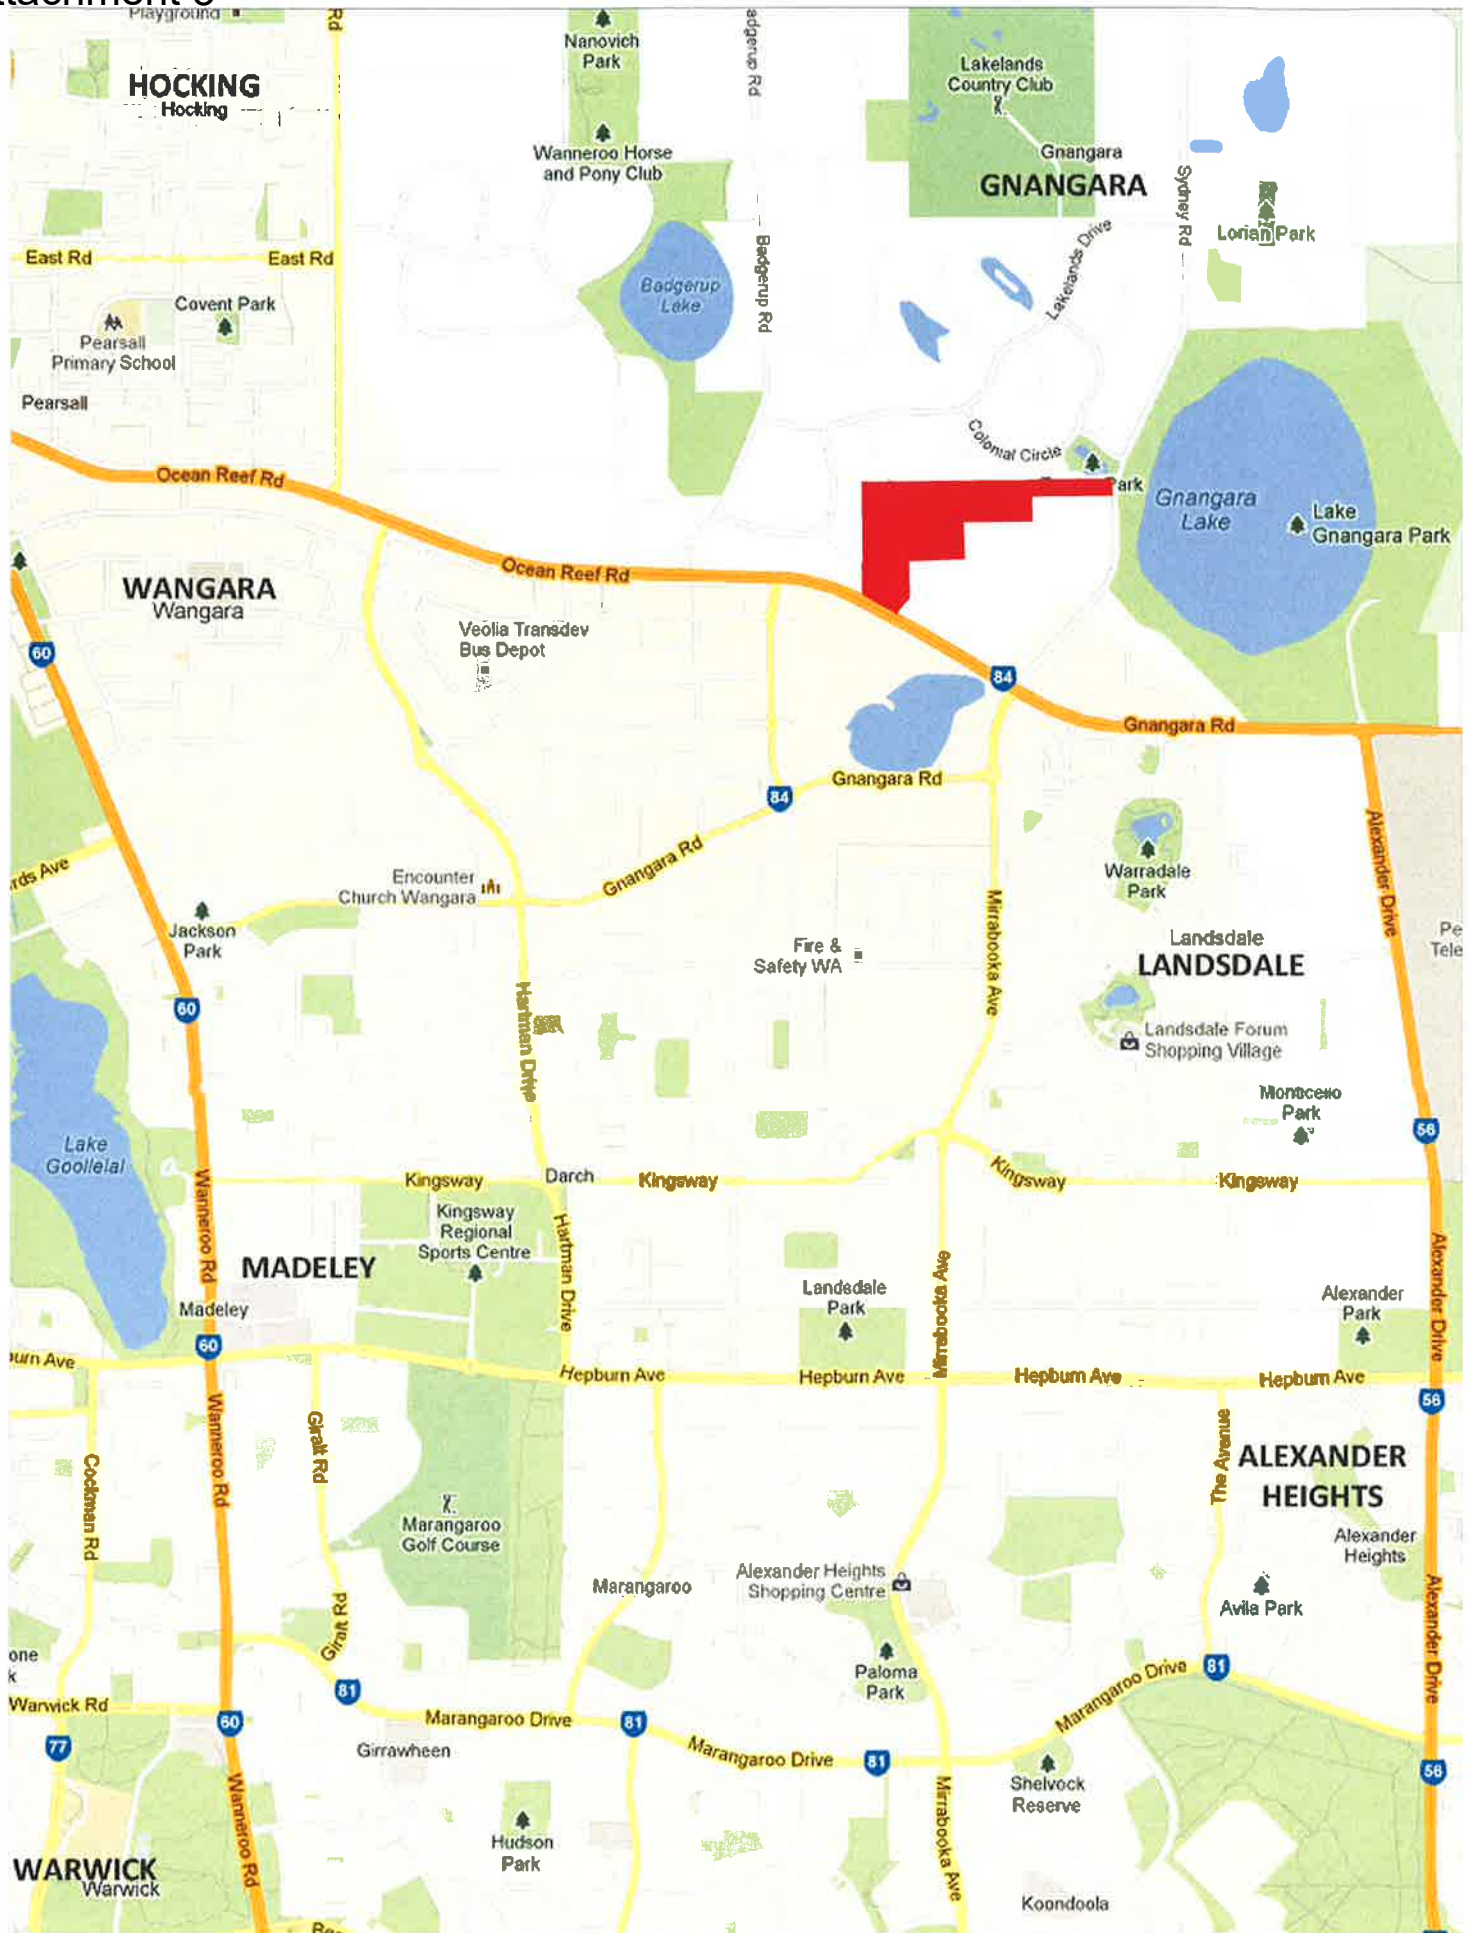 Playground
Rd
Nanovich
Park
Lakelands
Country Club
HOCKING
Hocking
Wanneroo Horse
and Pony Club
Gnangara
GNANGARA
Sydney Rd
Lorian Park
East Rd
East Rd
Badgerup
Lake
Badgerup Rd
Lakelands Drive
Covent Park
Pearsall
Primary School
Pearsall
Colonial Circle
Park
Ocean Reef Rd
Gnangara
Lake
Lake
Gnangara Park
Ocean Reef Rd
WANGARA
Wangara
Veolia Transdev
Bus Depot
60
84
Gnangara Rd
Gnangara Rd
84
Gnangara Rd
Alexander Drive
Warradale
Park
Encounter
Church Wangara
Jackson
Park
Mirrabooka Ave
Fire &
Safety WA
Landsdale
LANDSDALE
60
Hartman Drive
Landsdale Forum
Shopping Village
Monticello
Park
56
Lake
Goollelal
Kingsway
Darch
Kingsway
Kingsway
Kingsway
Wanneroo Rd
Kingsway
Regional
Sports Centre
Hartman Drive
MADELEY
Madeley
Landsdale
Park
Mirrabooka Ave
Alexander
Park
Alexander Drive
60
Hepburn Ave
Hepburn Ave
Hepburn Ave
Hepburn Ave
56
Wanneroo Rd
Giralt Rd
Cockman Rd
The Avenue
ALEXANDER
HEIGHTS
Alexander
Heights
Marangaroo
Golf Course
Marangaroo
Alexander Heights
Shopping Centre
Avila Park
Giralt Rd
Alexander Drive
Paloma
Park
81
Marangaroo Drive
81
Warwick Rd
60
Marangaroo Drive
81
77
Girrawheen
Marangaroo Drive
81
56
Shelvock
Reserve
Wanneroo Rd
Mirrabooka Ave
Hudson
Park
WARWICK
Warwick
Koondoola